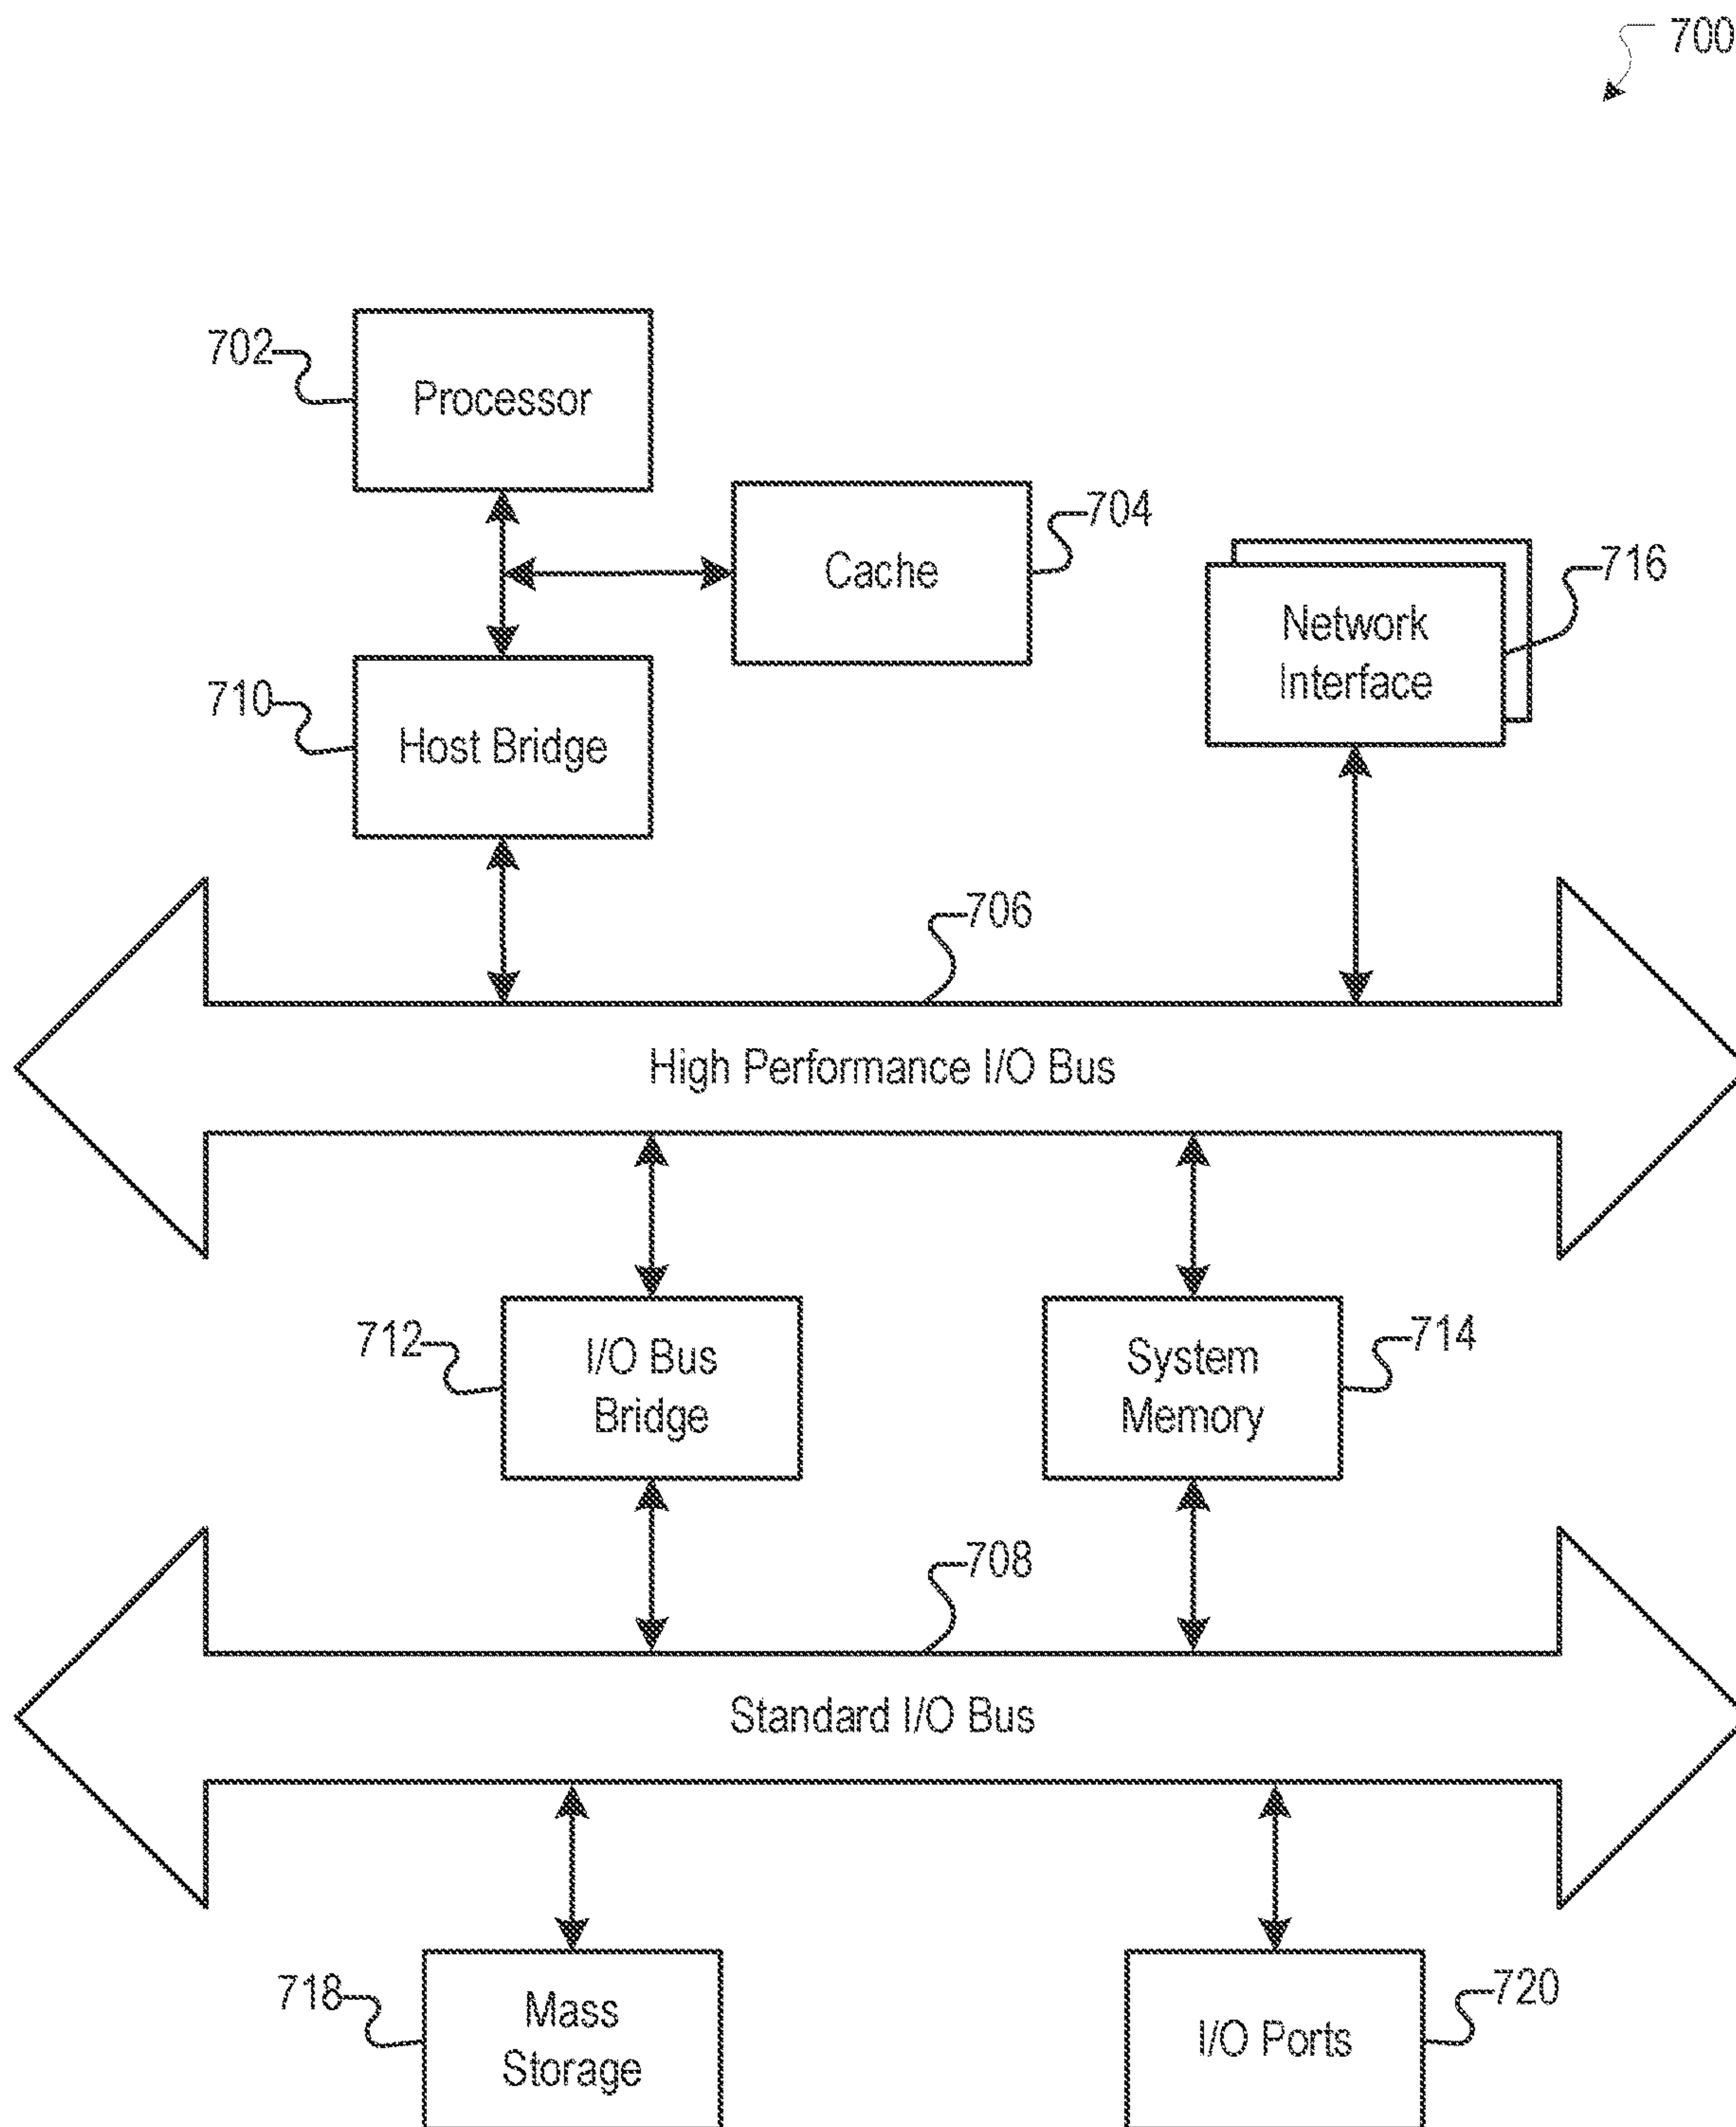 700
702
Processor
704
Cache
716
Network
Interface
710
Host Bridge
706
High Performance I/O Bus
712
I/O Bus
Bridge
714
System
Memory
708
Standard I/O Bus
718
Mass
Storage
720
I/O Ports